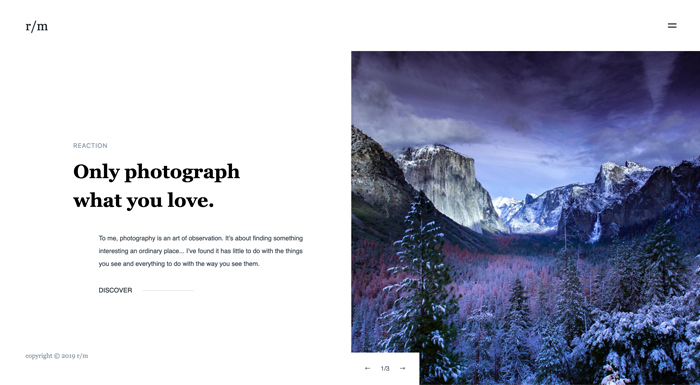 r/m
REACTION
Only photograph
what you love.
To me, photography is an art of observation. It's about finding something
interesting an ordinary place... I've found it has little to do with the things
you see and everything to do with the way you see them.
DISCOVER
copyright © 2019 r/m
← 1/3 →